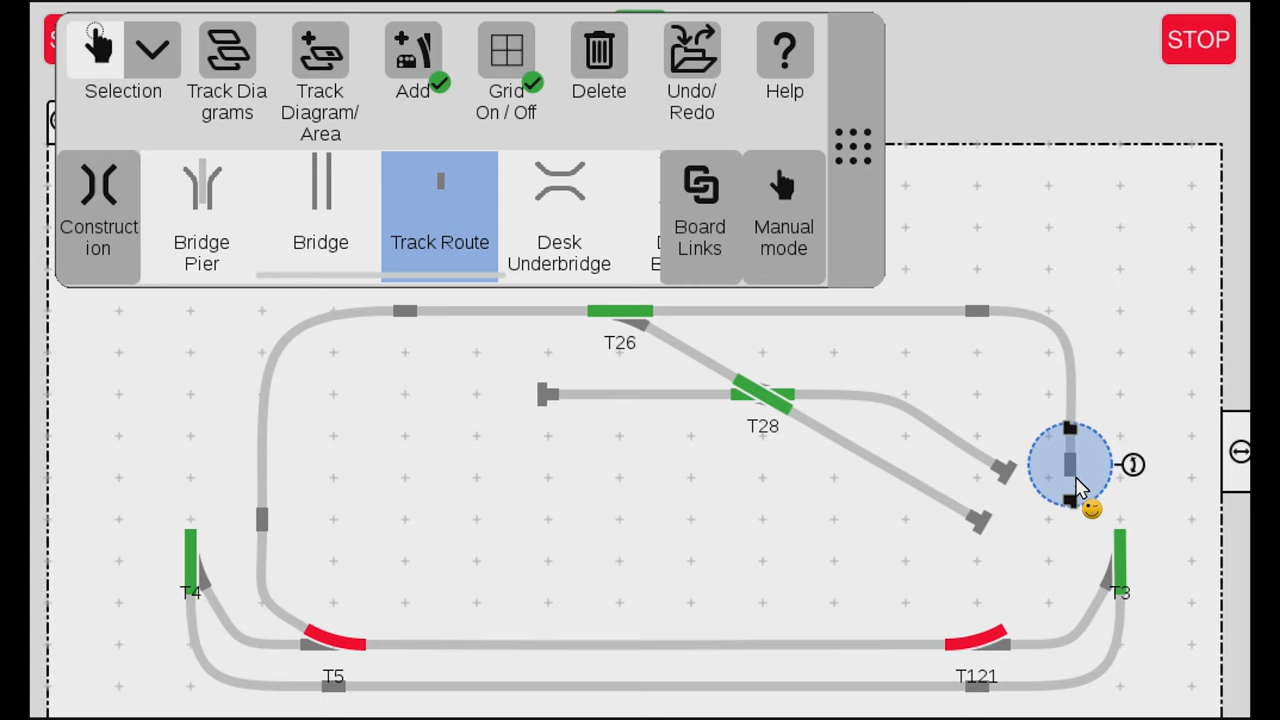 STOP
Selection
Track Dia
grams
Track
Diagram/
Area
Add
Grid
On / Off
Delete
Undo/
Redo
Help
Construct
ion
Bridge
Pier
Bridge
Track Route
Desk
Underbridge
Board
Links
Manual
mode
T26
T28
T4
T3
T5
T121